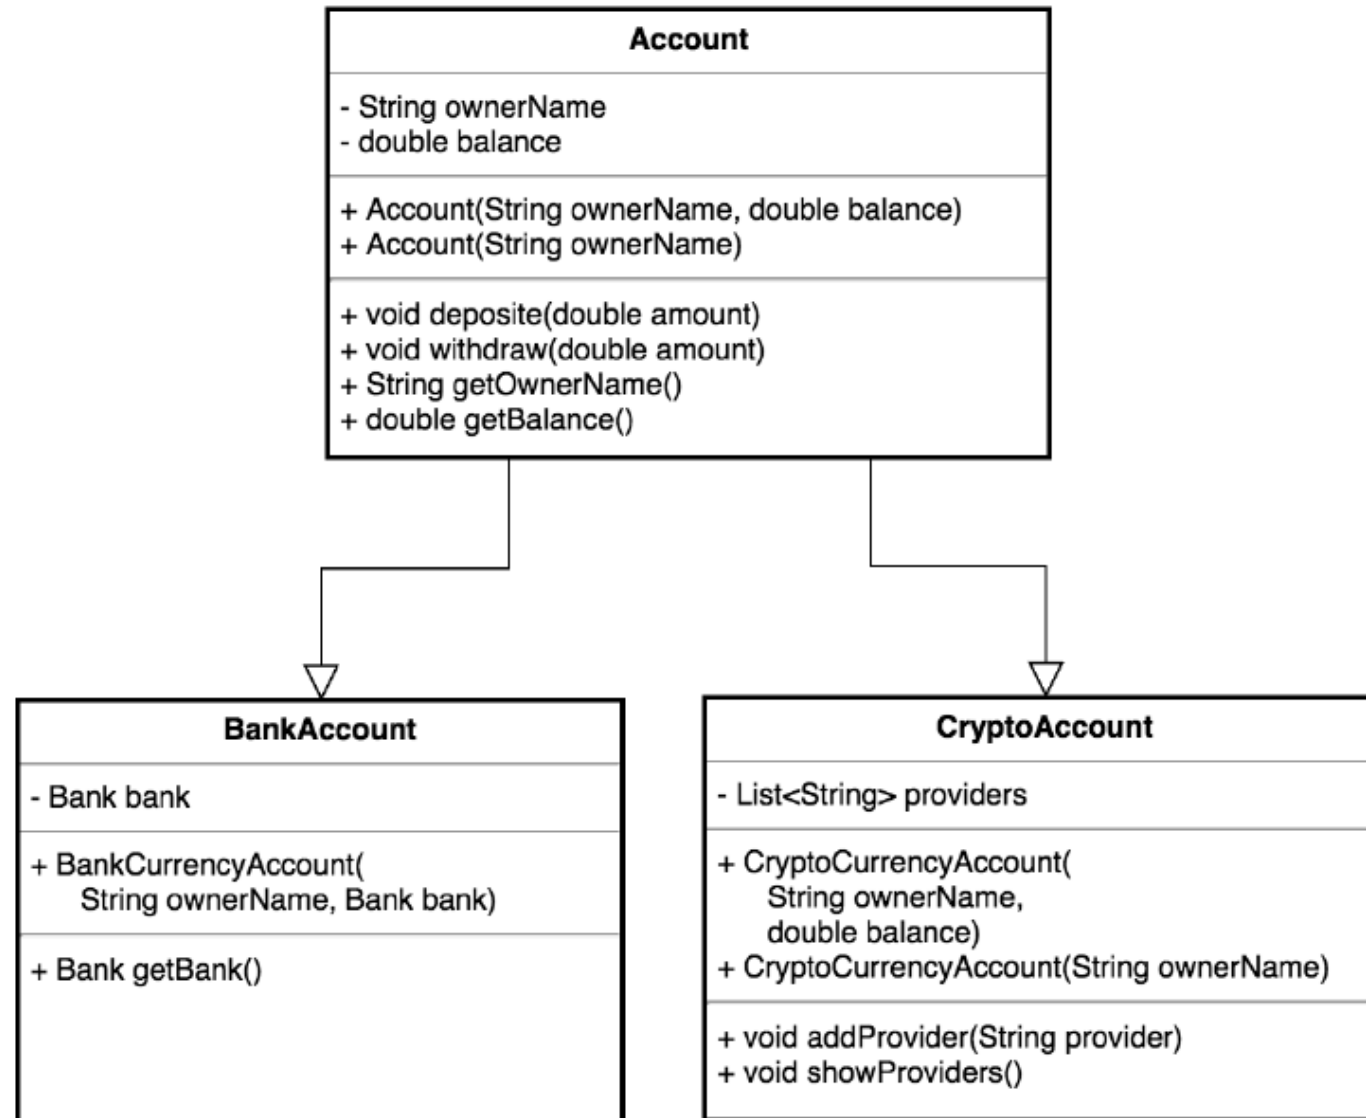 Account
- String ownerName
- double balance
+ Account(String ownerName, double balance)
+ Account(String ownerName)
+ void deposite(double amount)
+ void withdraw(double amount)
+ String getOwnerName()
+ double getBalance()
BankAccount
- Bank bank
+ BankCurrencyAccount(
String ownerName, Bank bank)
+ Bank getBank()
CryptoAccount
- List<String> providers
+ CryptoCurrencyAccount(
String ownerName,
double balance)
+ CryptoCurrencyAccount(String ownerName)
+ void addProvider(String provider)
+ void showProviders()